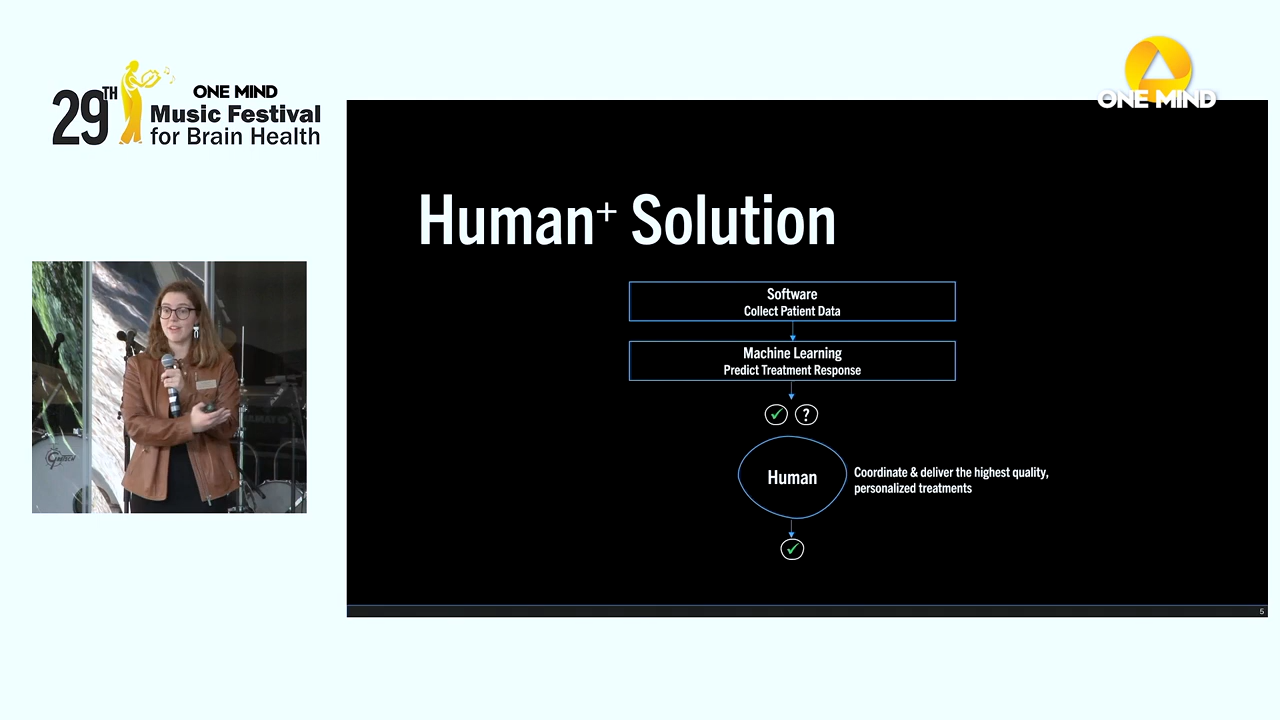 29TH
ONE MIND
Music Festival
for Brain Health
ONE MIND
Human+ Solution
Software
Collect Patient Data
Machine Learning
Predict Treatment Response
?
Human
Coordinate & deliver the highest quality,
personalized treatments
5